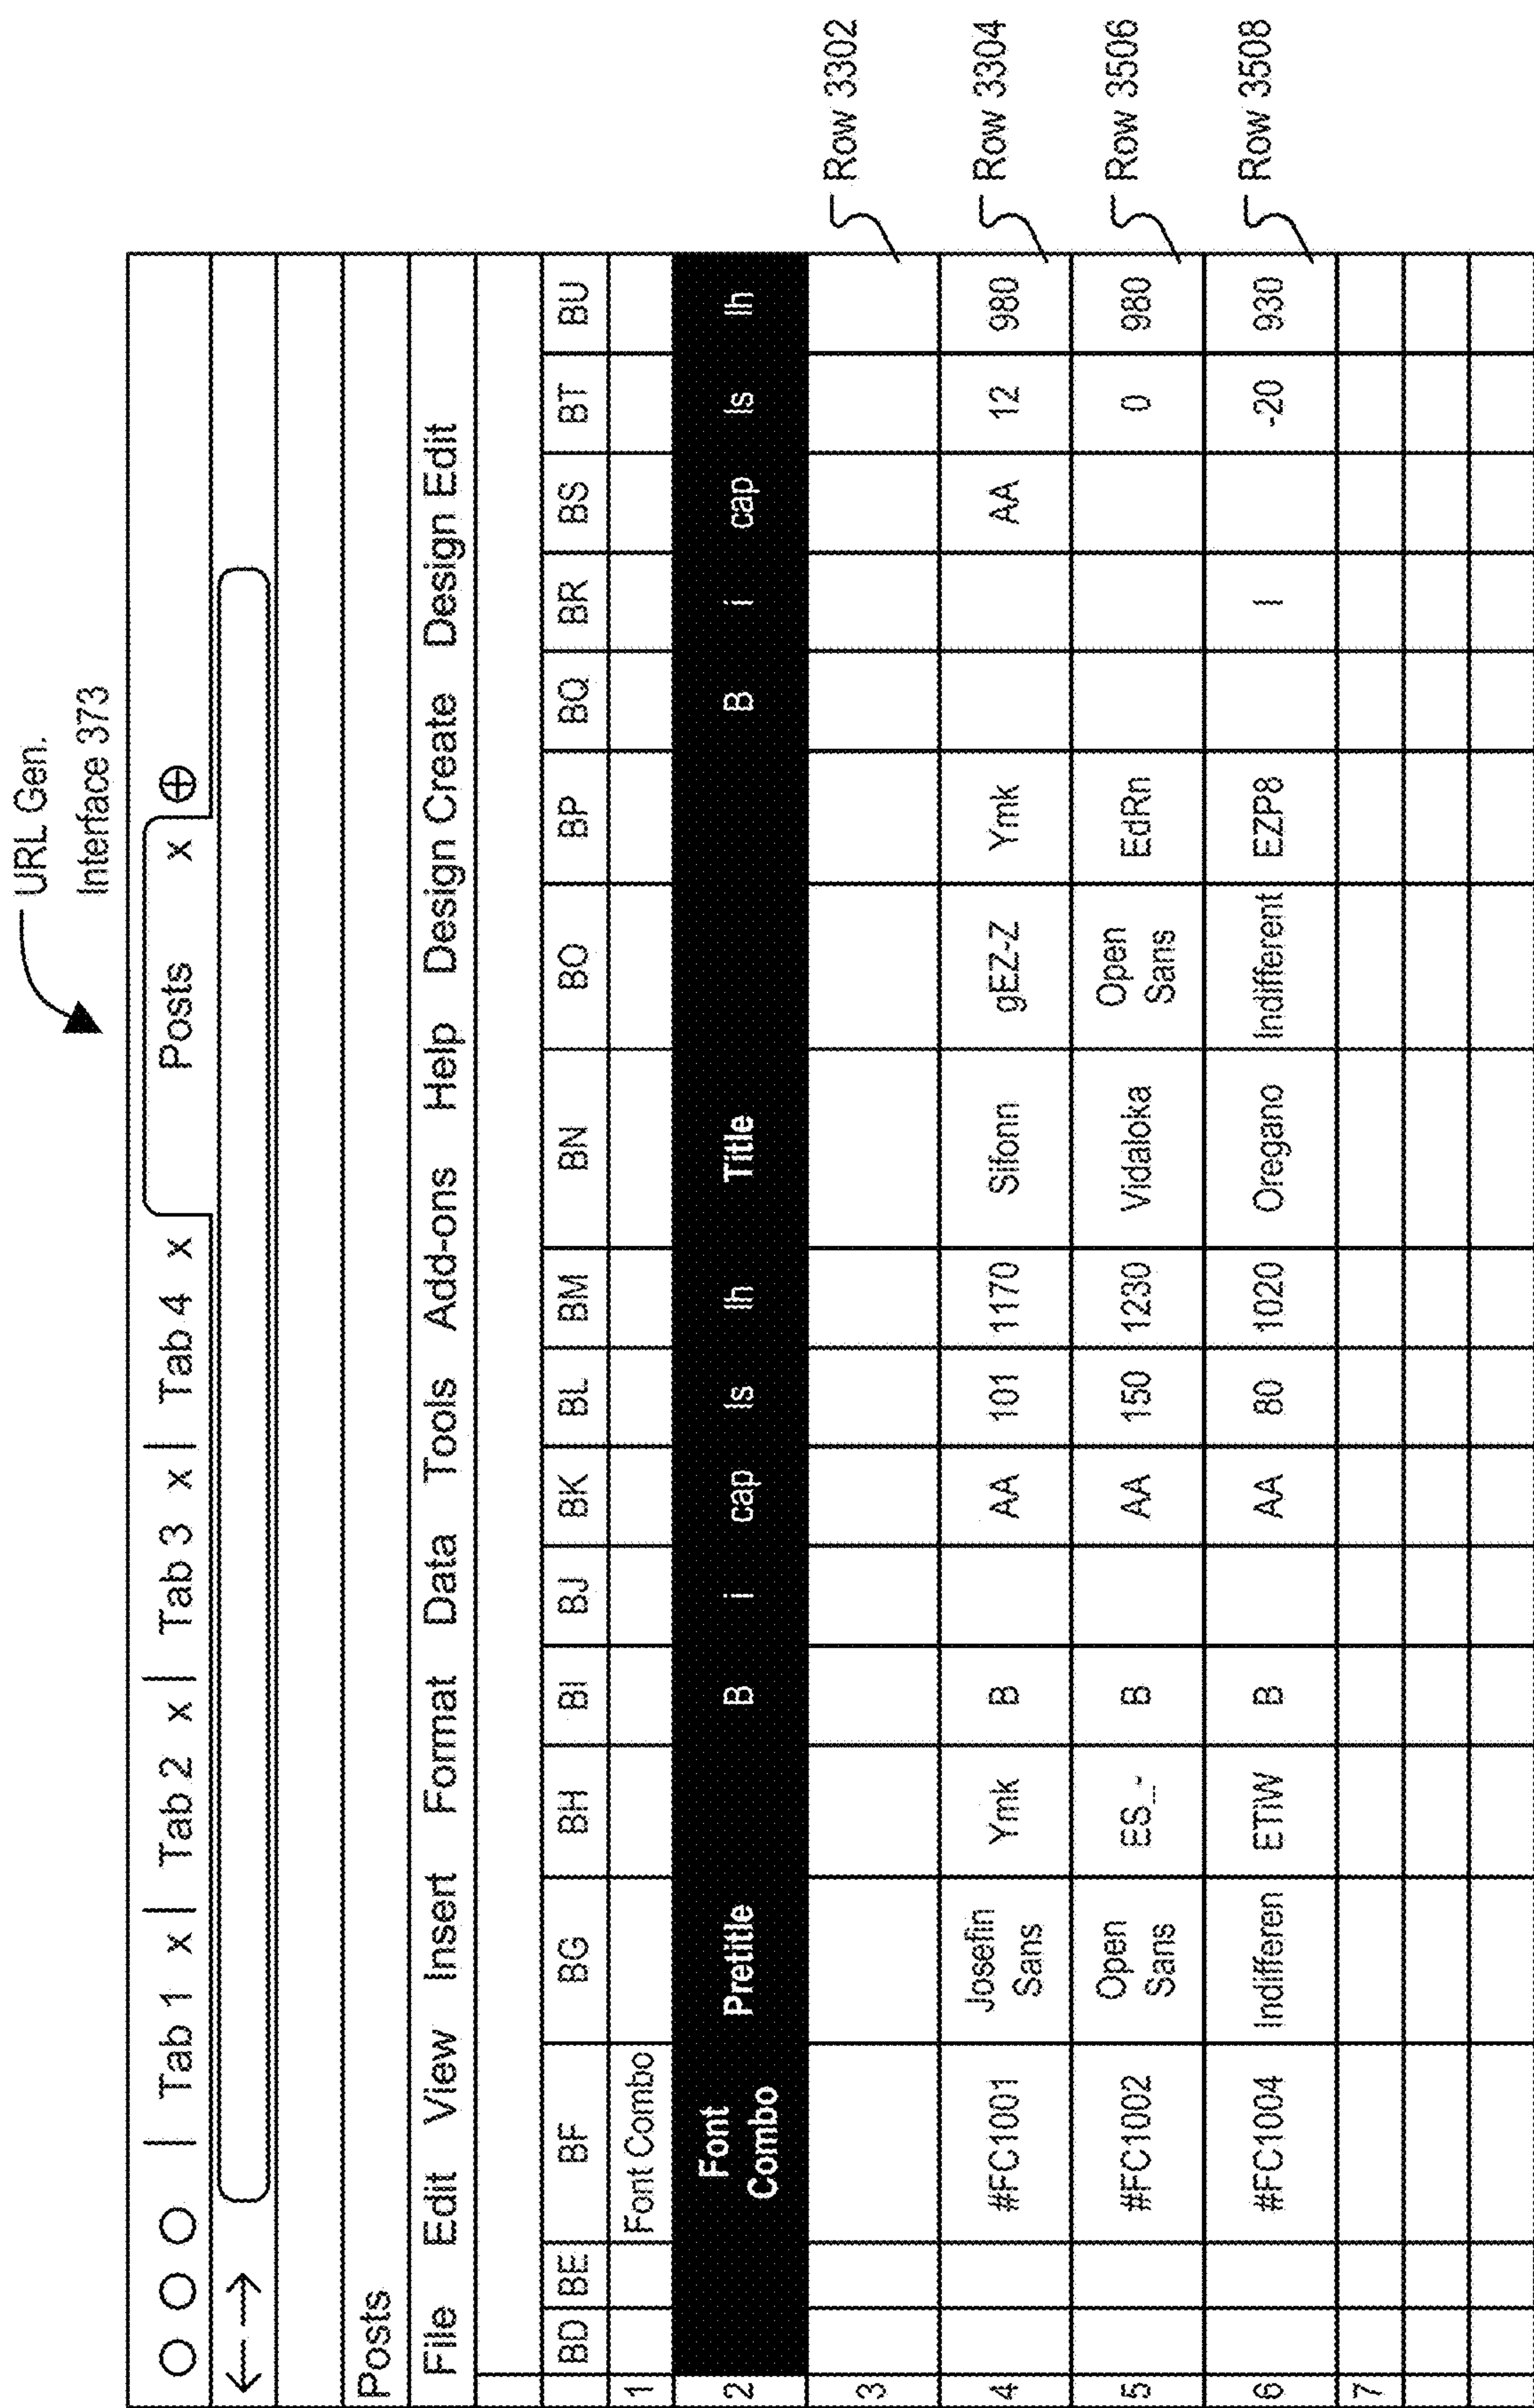 URL Gen.
Interface 373
Tab 1 x | Tab 2 x | Tab 3 x | Tab 4 x Posts x
Posts
File Edit View Insert Format Data Tools Add-ons Help Design Create Design Edit
BD BE BF BG BH BI BJ BK BL BM BN BO BP BQ BR BS BT BU
1 Font Combo
2 Font Combo Pretitle B i cap ls lh Title B i cap ls lh
3 Row 3302
4 #FC1001 Josefin Sans Ymk B AA 101 1170 Sifonn gEZ-Z Ymk AA 12 980 Row 3304
5 #FC1002 Open Sans ES_- B AA 150 1230 Vidaloka Open Sans EdRn 0 980 Row 3506
6 #FC1004 Indifferen ETiW B AA 80 1020 Oregano Indifferent EZP8 I -20 930 Row 3508
7